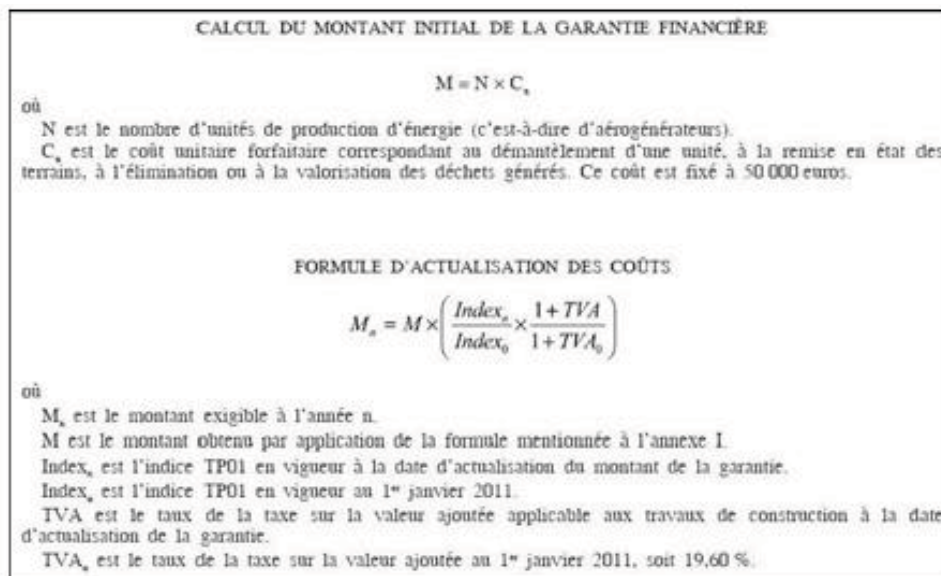 CALCUL DU MONTANT INITIAL DE LA GARANTIE FINANCIÈRE
M = N × Cₙ
où
N est le nombre d'unités de production d'énergie (c'est-à-dire d'aérogénérateurs).
Cₙ est le coût unitaire forfaitaire correspondant au démantèlement d'une unité, à la remise en état des
terrains, à l'élimination ou à la valorisation des déchets générés. Ce coût est fixé à 50 000 euros.
FORMULE D'ACTUALISATION DES COÛTS
Mₙ = M × (Indexₙ / Index₀ × 1 + TVA / 1 + TVA₀)
où
Mₙ est le montant exigible à l'année n.
M est le montant obtenu par application de la formule mentionnée à l'annexe I.
Indexₙ est l'indice TP01 en vigueur à la date d'actualisation du montant de la garantie.
Indexₙ est l'indice TP01 en vigueur au 1ᵉʳ janvier 2011.
TVA est le taux de la taxe sur la valeur ajoutée applicable aux travaux de construction à la date
d'actualisation de la garantie.
TVAₙ est le taux de la taxe sur la valeur ajoutée au 1ᵉʳ janvier 2011, soit 19,60 %.